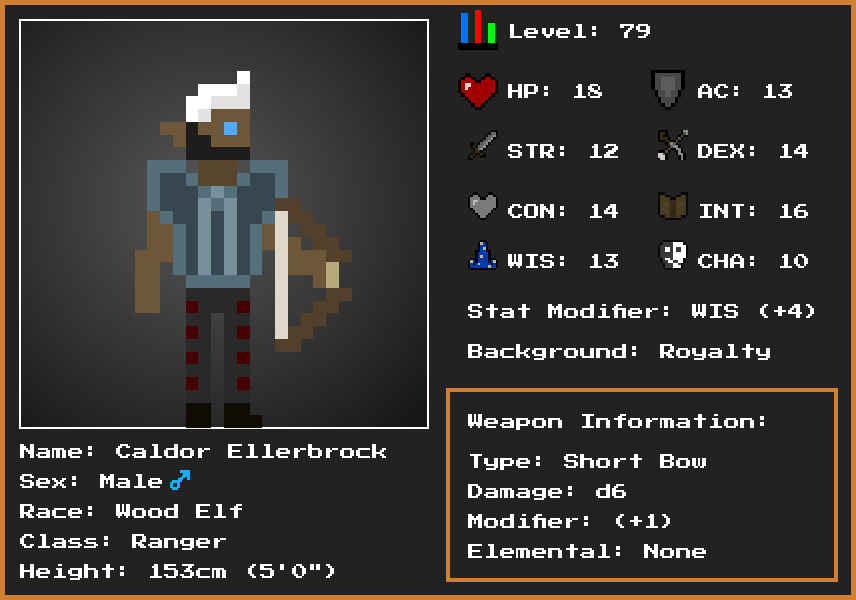 Level: 79
HP: 18 AC: 13
STR: 12 DEX: 14
CON: 14 INT: 16
WIS: 13 CHA: 10
Stat Modifier: WIS (+4)
Background: Royalty
Weapon Information:
Type: Short Bow
Damage: d6
Modifier: (+1)
Elemental: None
Name: Caldor Ellerbrock
Sex: Male ♂
Race: Wood Elf
Class: Ranger
Height: 153cm (5'0")